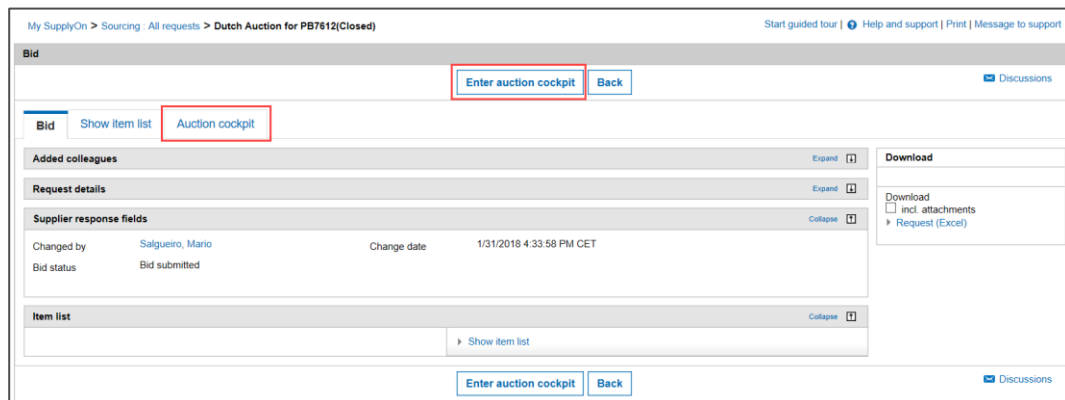 My SupplyOn > Sourcing : All requests > Dutch Auction for PB7612(Closed)
Start guided tour | Help and support | Print | Message to support
Bid
Enter auction cockpit Back
Discussions
Bid Show item list Auction cockpit
Added colleagues Expand
Request details Expand
Supplier response fields Collapse
Changed by Salgueiro, Mario Change date 1/31/2018 4:33:58 PM CET
Bid status Bid submitted
Item list Collapse
Show item list
Download
Download
incl. attachments
Request (Excel)
Enter auction cockpit Back
Discussions